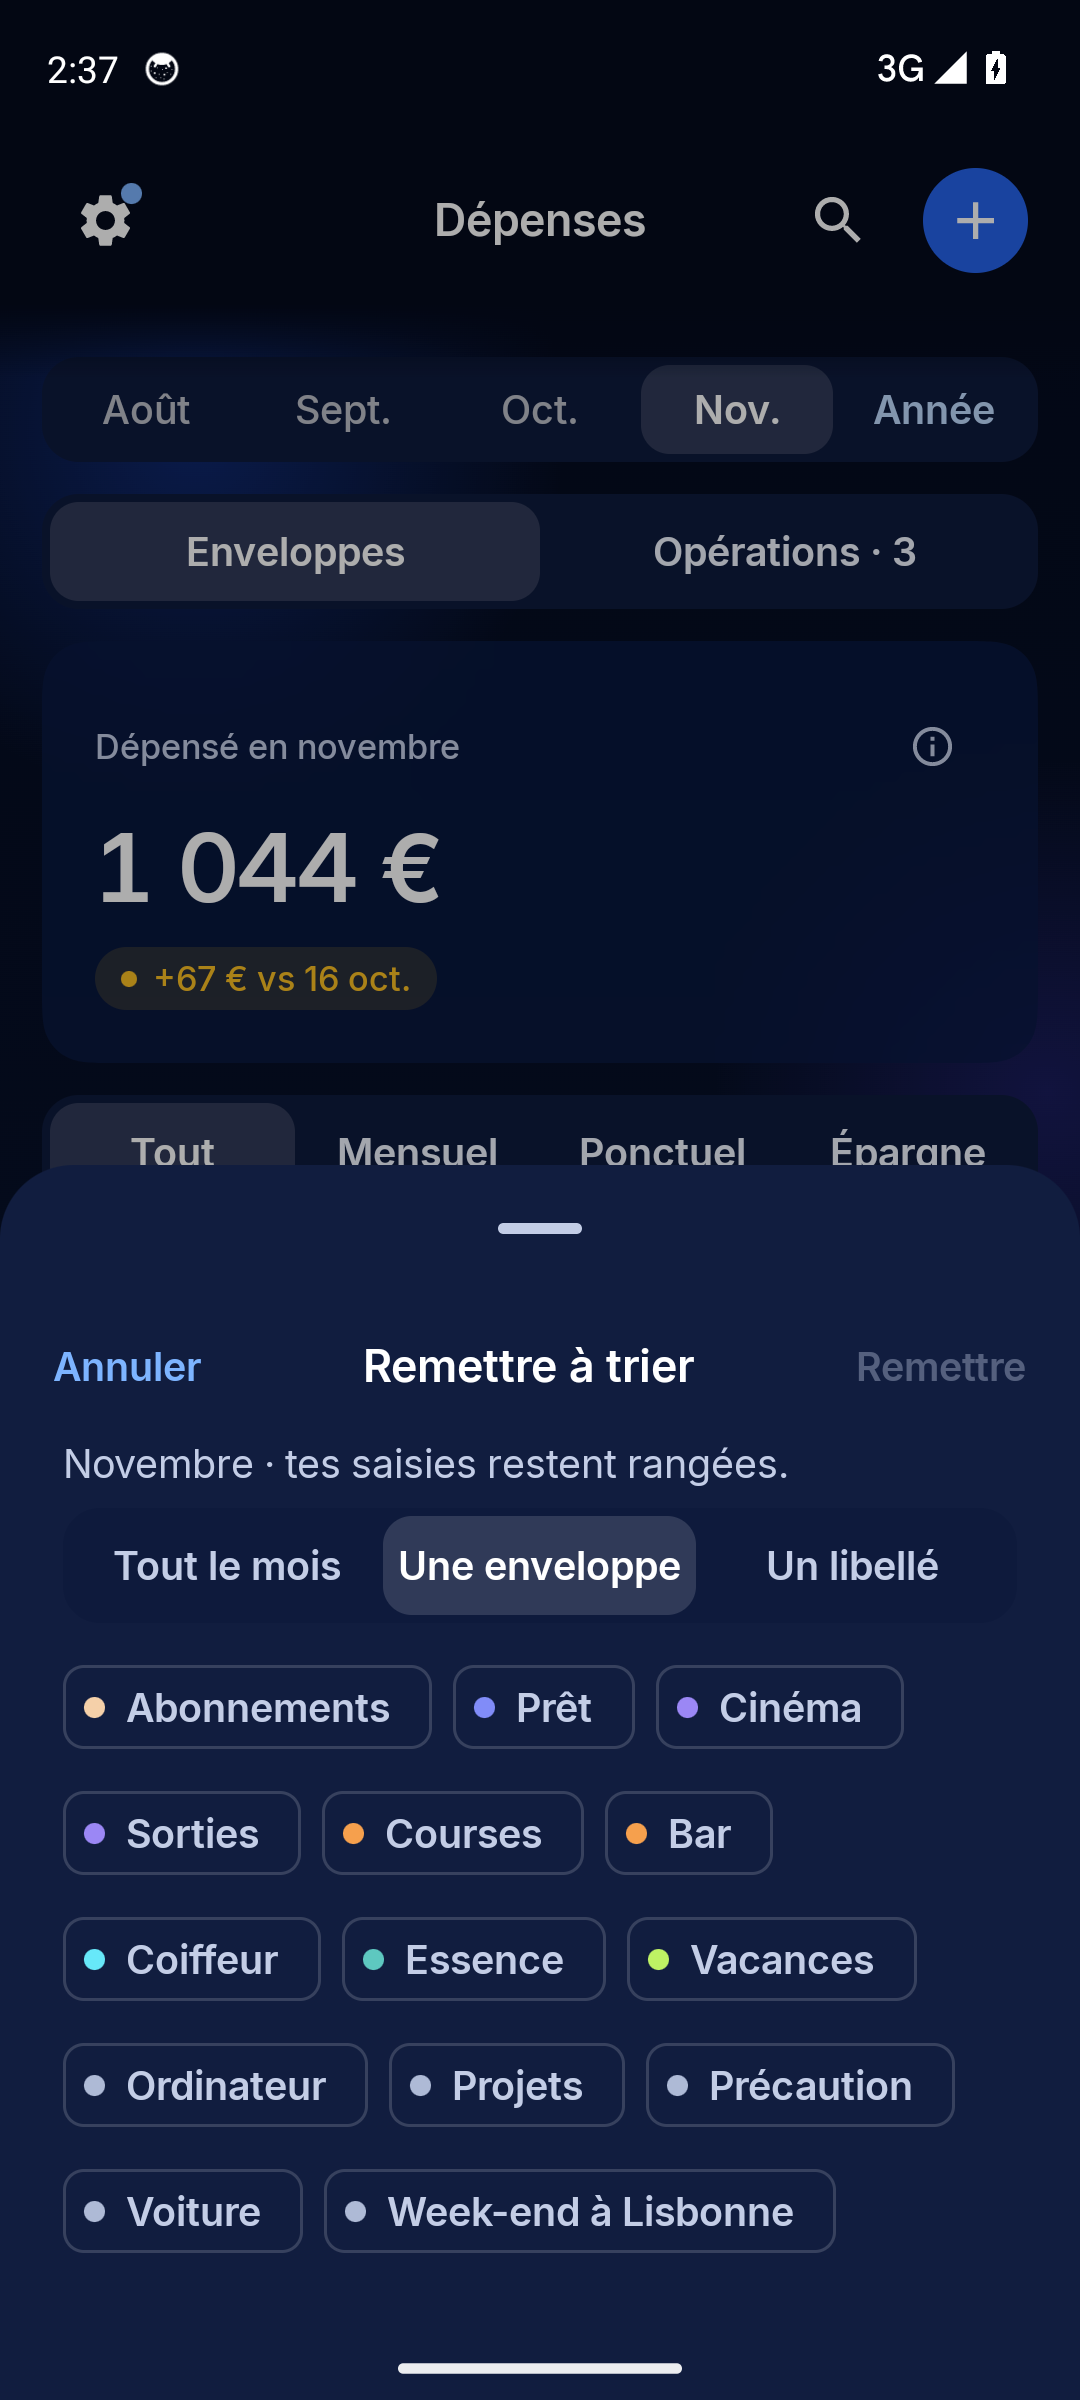 2:37 3G
Dépenses
Août Sept. Oct. Nov. Année
Enveloppes Opérations · 3
Dépensé en novembre
1 044 €
+67 € vs 16 oct.
Tout Mensuel Ponctuel Épargne
Annuler Remettre à trier Remettre
Novembre · tes saisies restent rangées.
Tout le mois Une enveloppe Un libellé
Abonnements Prêt Cinéma
Sorties Courses Bar
Coiffeur Essence Vacances
Ordinateur Projets Précaution
Voiture Week-end à Lisbonne